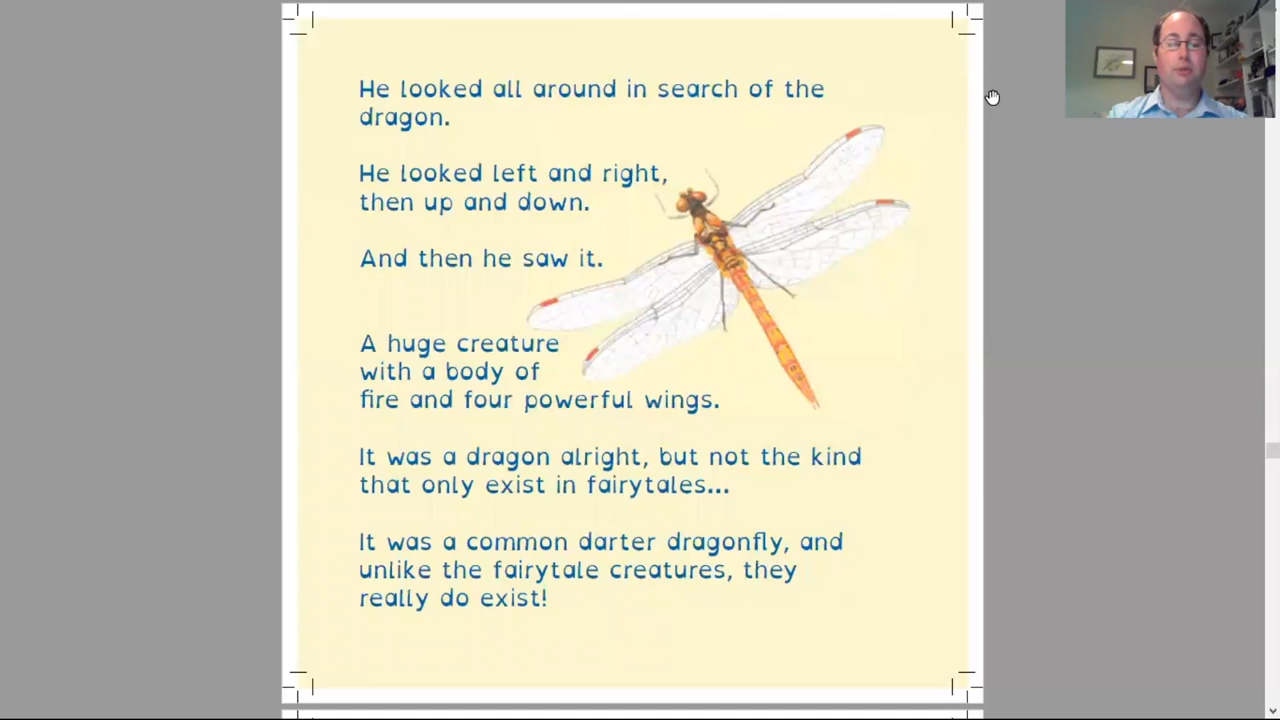 He looked all around in search of the
dragon.
He looked left and right,
then up and down.
And then he saw it.
A huge creature
with a body of
fire and four powerful wings.
It was a dragon alright, but not the kind
that only exist in fairytales...
It was a common darter dragonfly, and
unlike the fairytale creatures, they
really do exist!